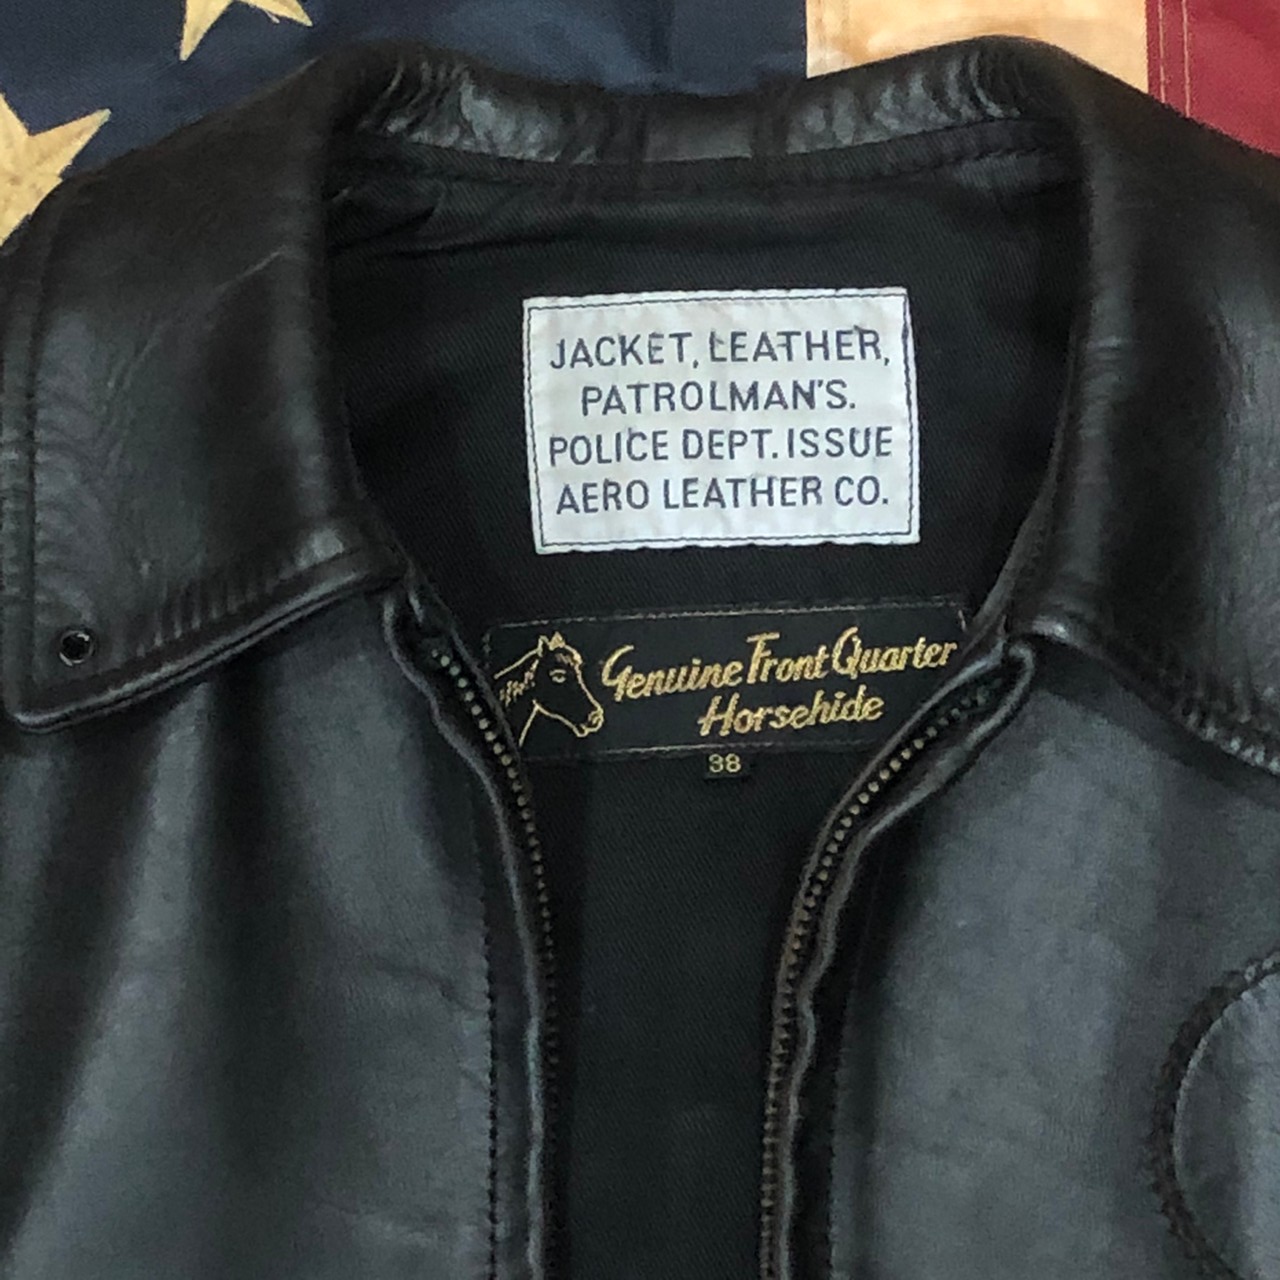 JACKET, LEATHER,
PATROLMAN'S.
POLICE DEPT. ISSUE
AERO LEATHER CO.
Genuine Front Quarter
Horsehide
38